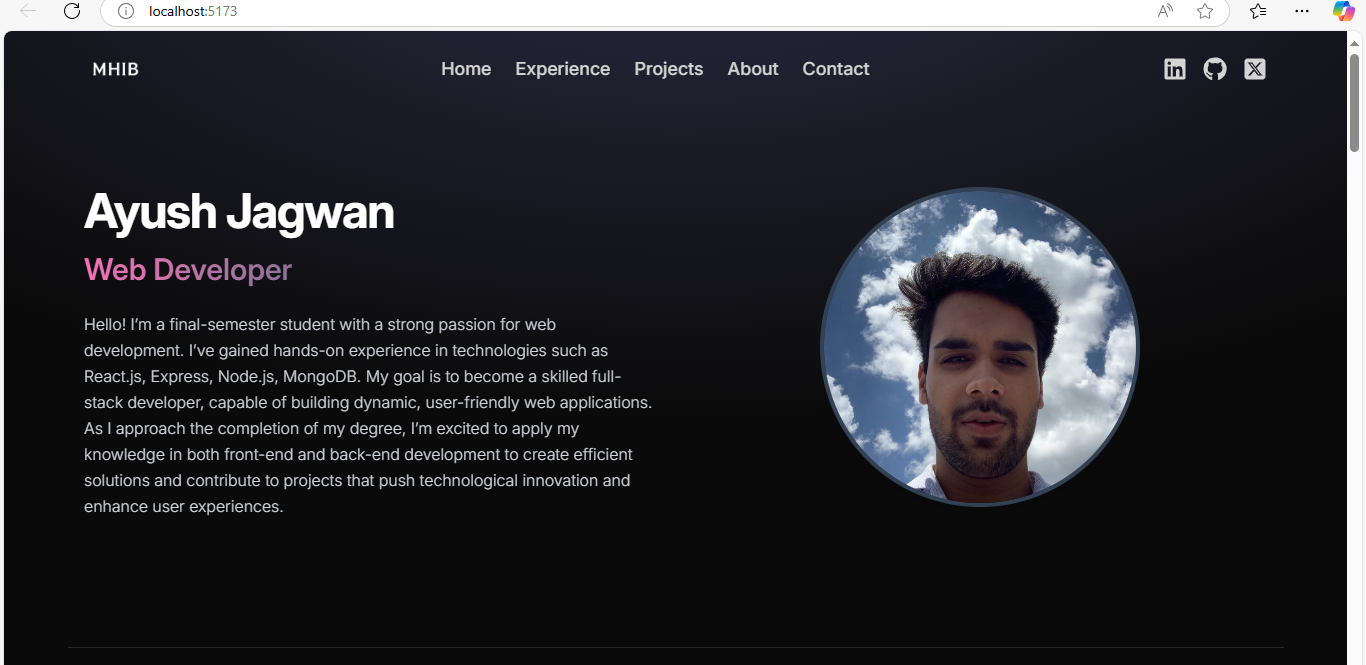 localhost:5173
MHIB
Home Experience Projects About Contact
Ayush Jagwan
Web Developer
Hello! I’m a final-semester student with a strong passion for web
development. I’ve gained hands-on experience in technologies such as
React.js, Express, Node.js, MongoDB. My goal is to become a skilled full-
stack developer, capable of building dynamic, user-friendly web applications.
As I approach the completion of my degree, I’m excited to apply my
knowledge in both front-end and back-end development to create efficient
solutions and contribute to projects that push technological innovation and
enhance user experiences.